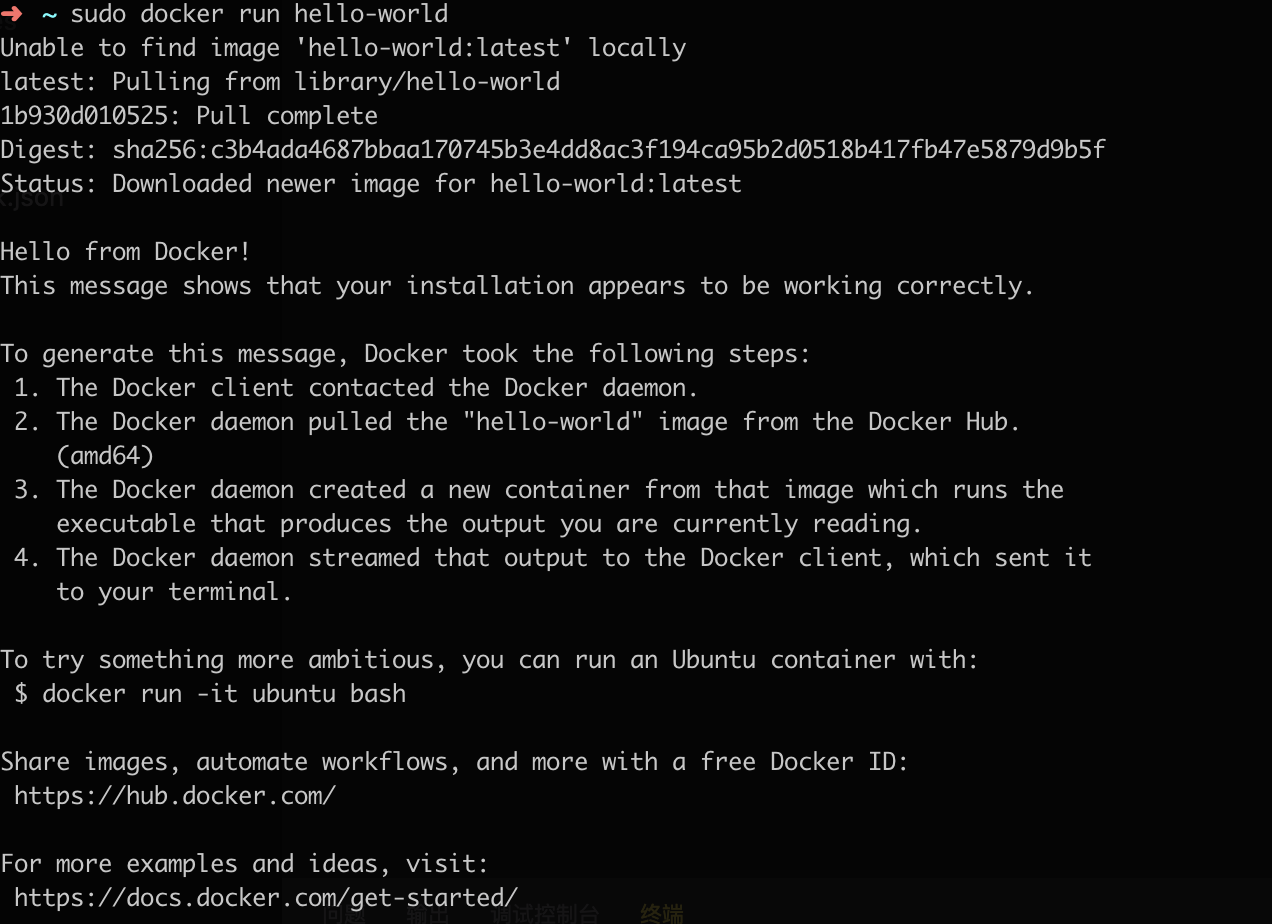 ➜ ~ sudo docker run hello-world
Unable to find image 'hello-world:latest' locally
latest: Pulling from library/hello-world
1b930d010525: Pull complete
Digest: sha256:c3b4ada4687bbaa170745b3e4dd8ac3f194ca95b2d0518b417fb47e5879d9b5f
Status: Downloaded newer image for hello-world:latest
.json
Hello from Docker!
This message shows that your installation appears to be working correctly.
To generate this message, Docker took the following steps:
1. The Docker client contacted the Docker daemon.
2. The Docker daemon pulled the "hello-world" image from the Docker Hub.
(amd64)
3. The Docker daemon created a new container from that image which runs the
executable that produces the output you are currently reading.
4. The Docker daemon streamed that output to the Docker client, which sent it
to your terminal.
To try something more ambitious, you can run an Ubuntu container with:
$ docker run -it ubuntu bash
Share images, automate workflows, and more with a free Docker ID:
https://hub.docker.com/
For more examples and ideas, visit:
https://docs.docker.com/get-started/
问题 输出 调试控制台 终端